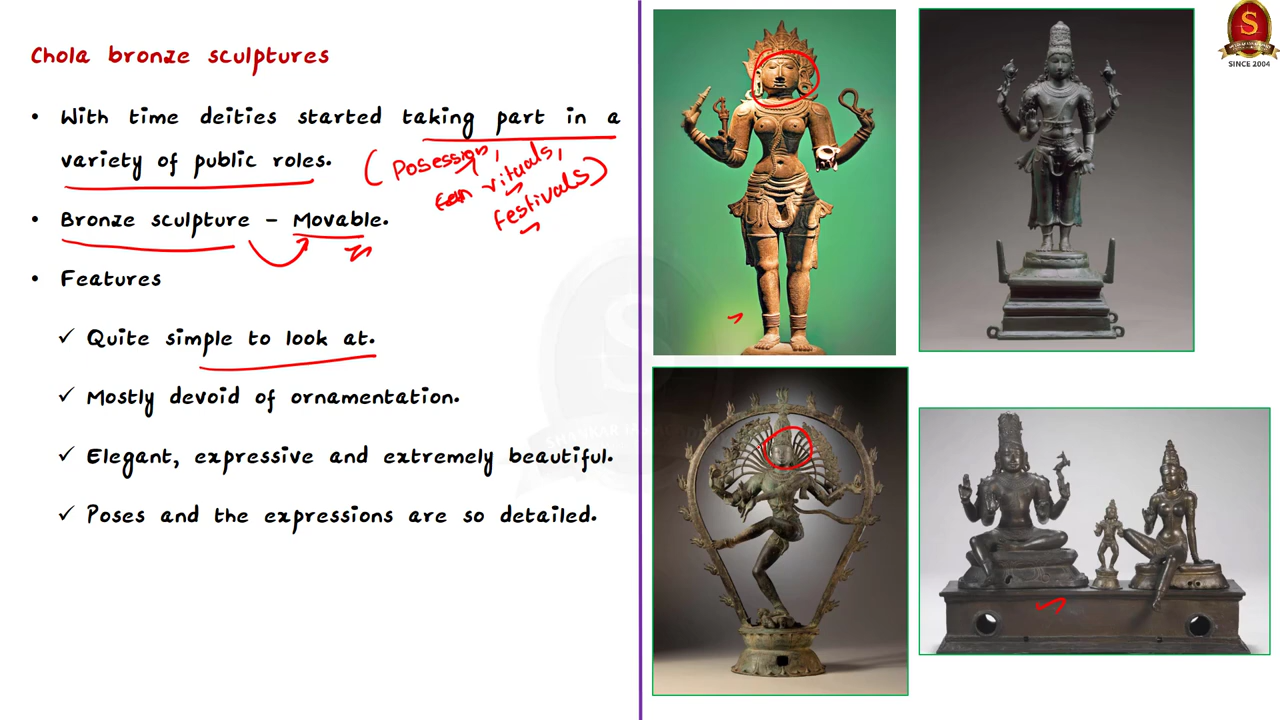 Chola bronze sculptures
• With time deities started taking part in a
variety of public roles.
(Posession,
rituals,
festivals)
• Bronze sculpture – Movable.
• Features
✓ Quite simple to look at.
✓ Mostly devoid of ornamentation.
✓ Elegant, expressive and extremely beautiful.
✓ Poses and the expressions are so detailed.
S
SINCE 2004